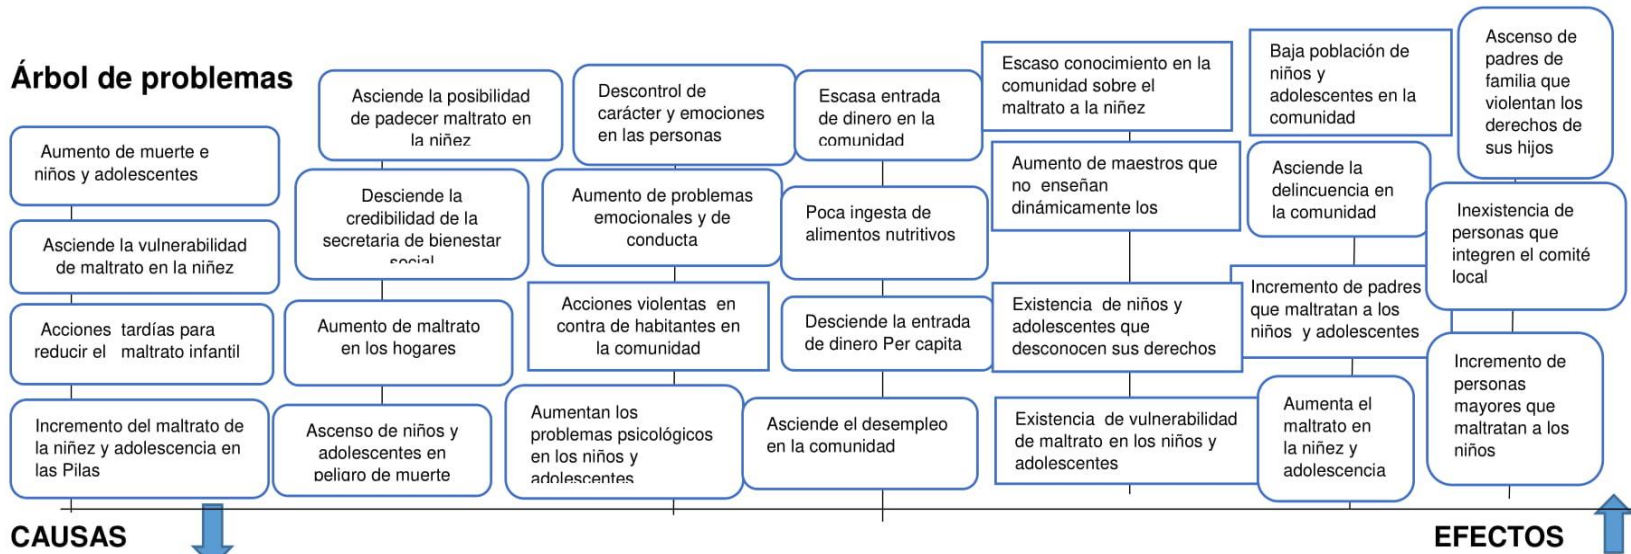 Árbol de problemas
Aumento de muerte e
niños y adolescentes
Asciende la vulnerabilidad
de maltrato en la niñez
Acciones tardías para
reducir el maltrato infantil
Incremento del maltrato de
la niñez y adolescencia en
las Pilas
Asciende la posibilidad
de padecer maltrato en
la niñez
Desciende la
credibilidad de la
secretaria de bienestar
social
Aumento de maltrato
en los hogares
Ascenso de niños y
adolescentes en
peligro de muerte
Descontrol de
carácter y emociones
en las personas
Aumento de problemas
emocionales y de
conducta
Acciones violentas en
contra de habitantes en
la comunidad
Aumentan los
problemas psicológicos
en los niños y
adolescentes
Escasa entrada
de dinero en la
comunidad
Poca ingesta de
alimentos nutritivos
Desciende la entrada
de dinero Per capita
Asciende el desempleo
en la comunidad
Escaso conocimiento en la
comunidad sobre el
maltrato a la niñez
Aumento de maestros que
no enseñan
dinámicamente los
Existencia de niños y
adolescentes que
desconocen sus derechos
Existencia de vulnerabilidad
de maltrato en los niños y
adolescentes
Baja población de
niños y
adolescentes en la
comunidad
Asciende la
delincuencia en
la comunidad
Incremento de padres
que maltratan a los
niños y adolescentes
Aumenta el
maltrato en
la niñez y
adolescencia
Ascenso de
padres de
familia que
violentan los
derechos de
sus hijos
Inexistencia de
personas que
integren el comité
local
Incremento de
personas
mayores que
maltratan a los
niños
CAUSAS
EFECTOS